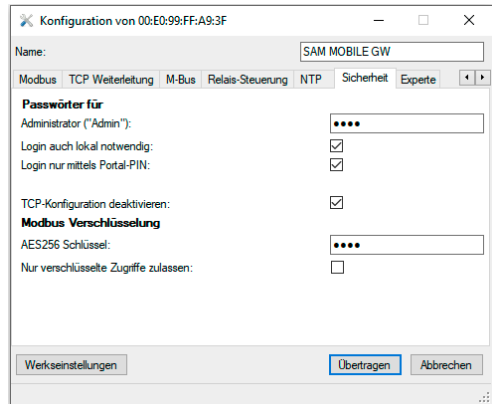 Konfiguration von 00:E0:99:FF:A9:3F
Name: SAM MOBILE GW
Modbus TCP Weiterleitung M-Bus Relais-Steuerung NTP Sicherheit Experte
Passwörter für
Administrator ("Admin"): ●●●●
Login auch lokal notwendig:
Login nur mittels Portal-PIN:
TCP-Konfiguration deaktivieren:
Modbus Verschlüsselung
AES256 Schlüssel: ●●●●
Nur verschlüsselte Zugriffe zulassen:
Werkseinstellungen Übertragen Abbrechen